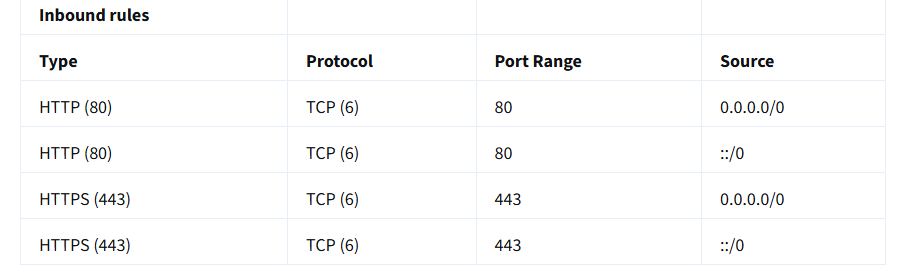 Inbound rules
Type Protocol Port Range Source
HTTP (80) TCP (6) 80 0.0.0.0/0
HTTP (80) TCP (6) 80 ::/0
HTTPS (443) TCP (6) 443 0.0.0.0/0
HTTPS (443) TCP (6) 443 ::/0